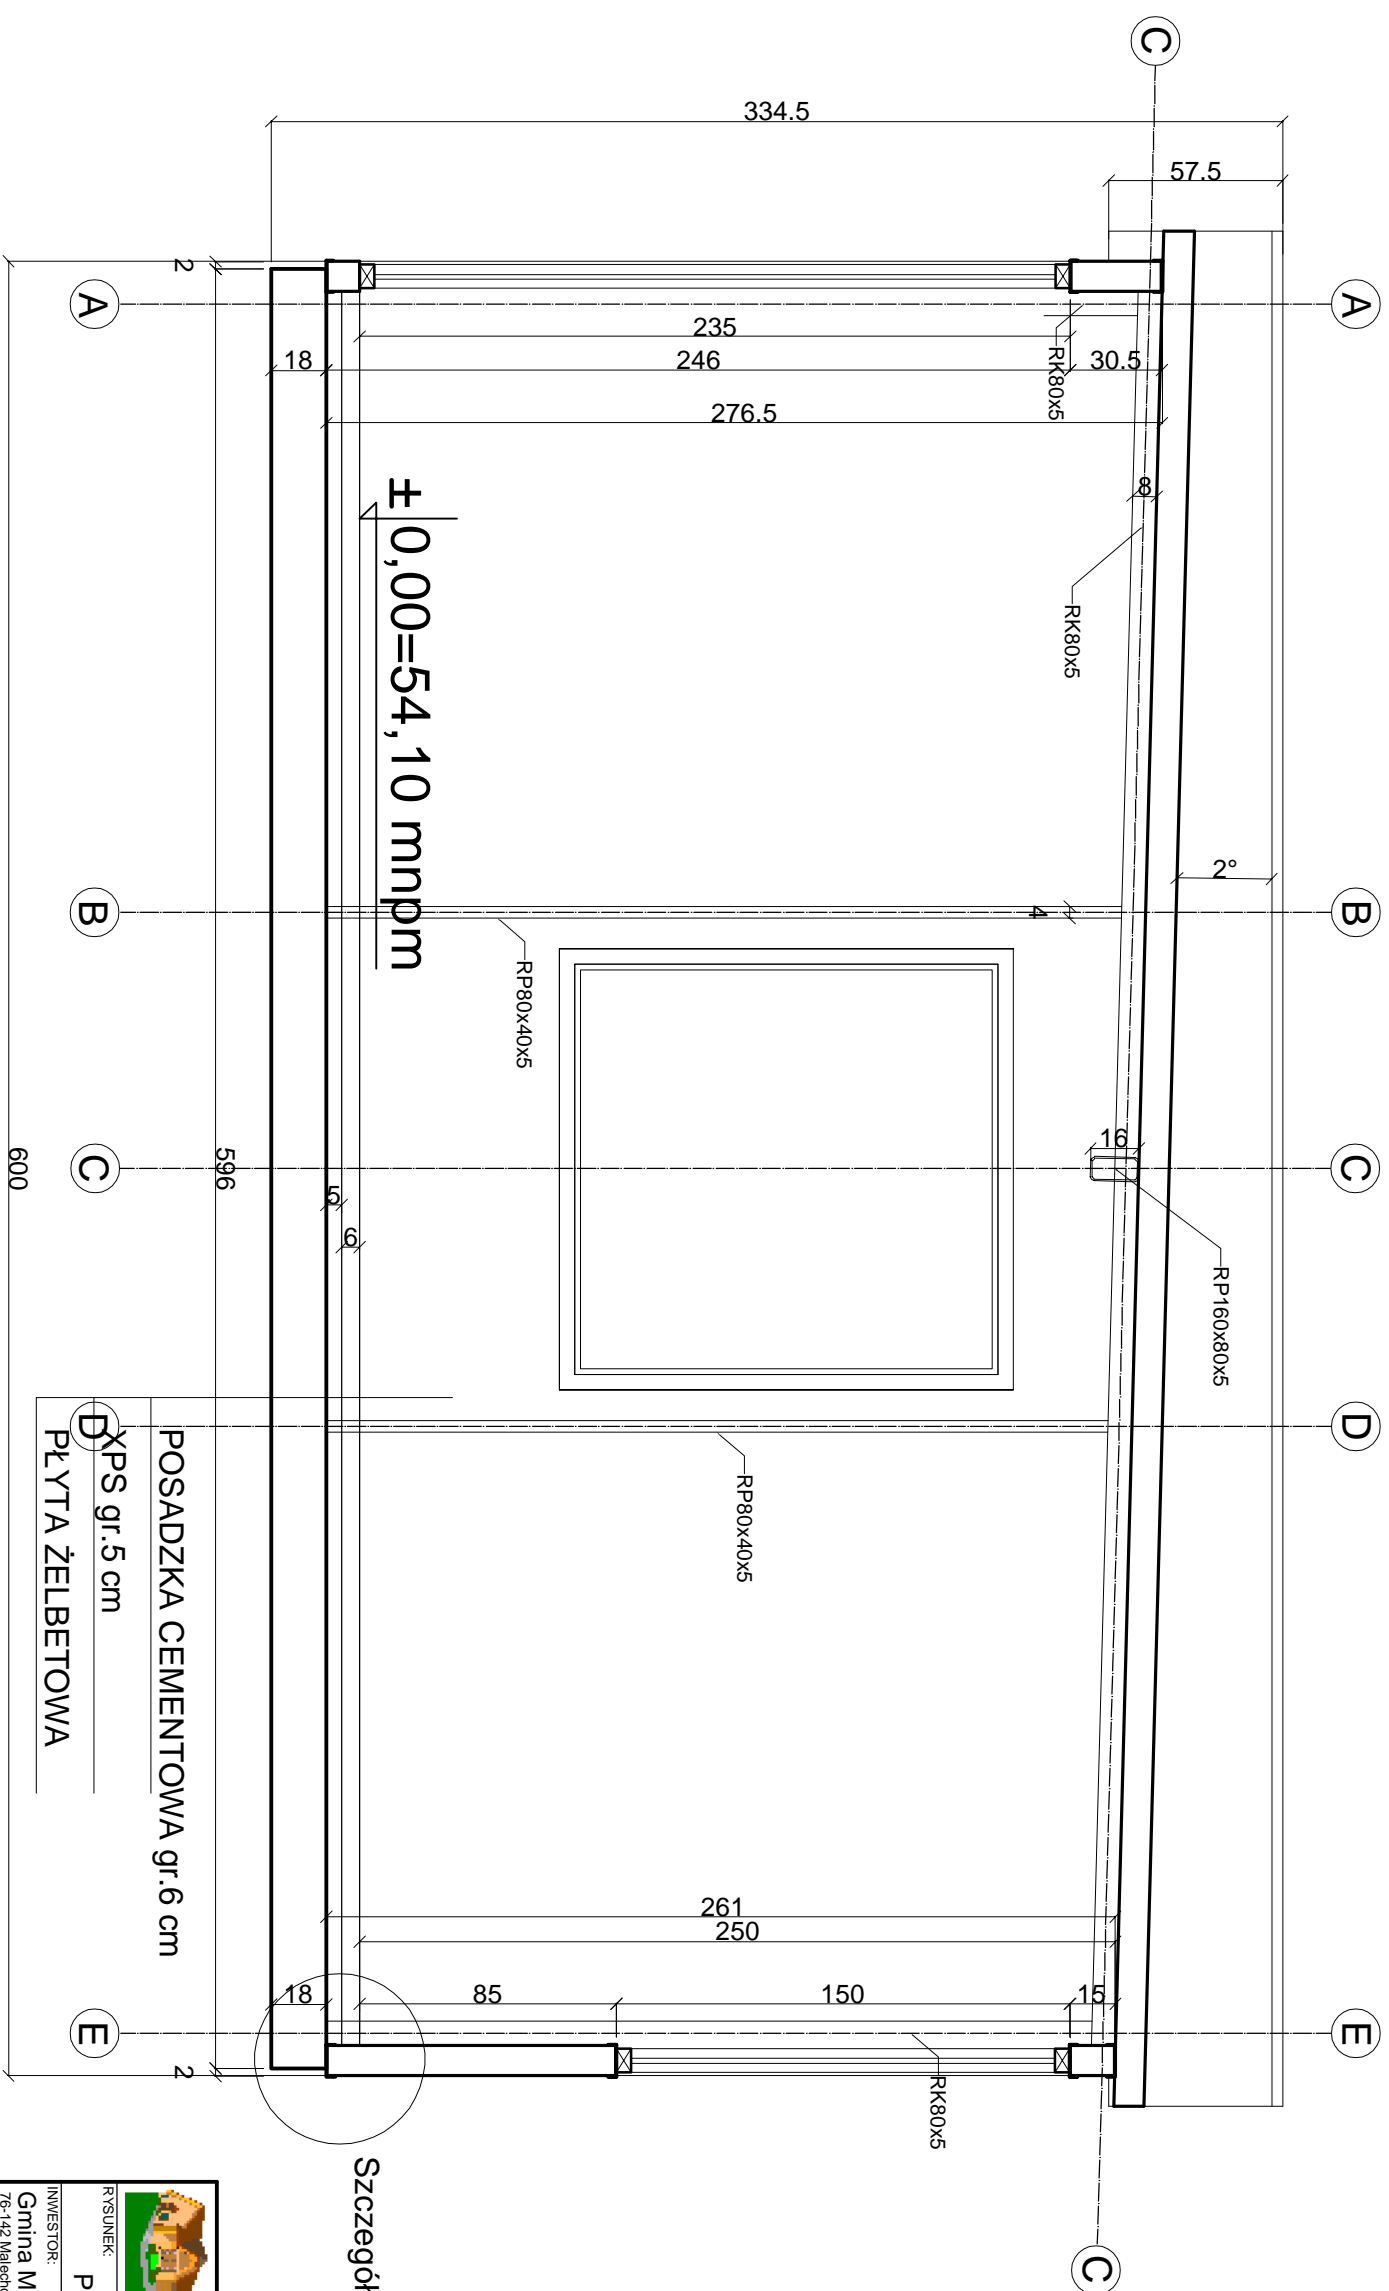 C
334.5
57.5
2
A
A
235
18
246
30.5
RK80x5
276.5
8
± 0,00=54,10 mnpm
RK80x5
2°
B
B
4
RP80x40x5
600
596
C
C
16
5
6
RP160x80x5
D
D
RP80x40x5
POSADZKA CEMENTOWA gr.6 cm
XPS gr.5 cm
PŁYTA ŻELBETOWA
261
250
18
85
150
15
E
E
2
RK80x5
C
Szczegół
RYSUNEK:
P
INWESTOR:
Gmina M